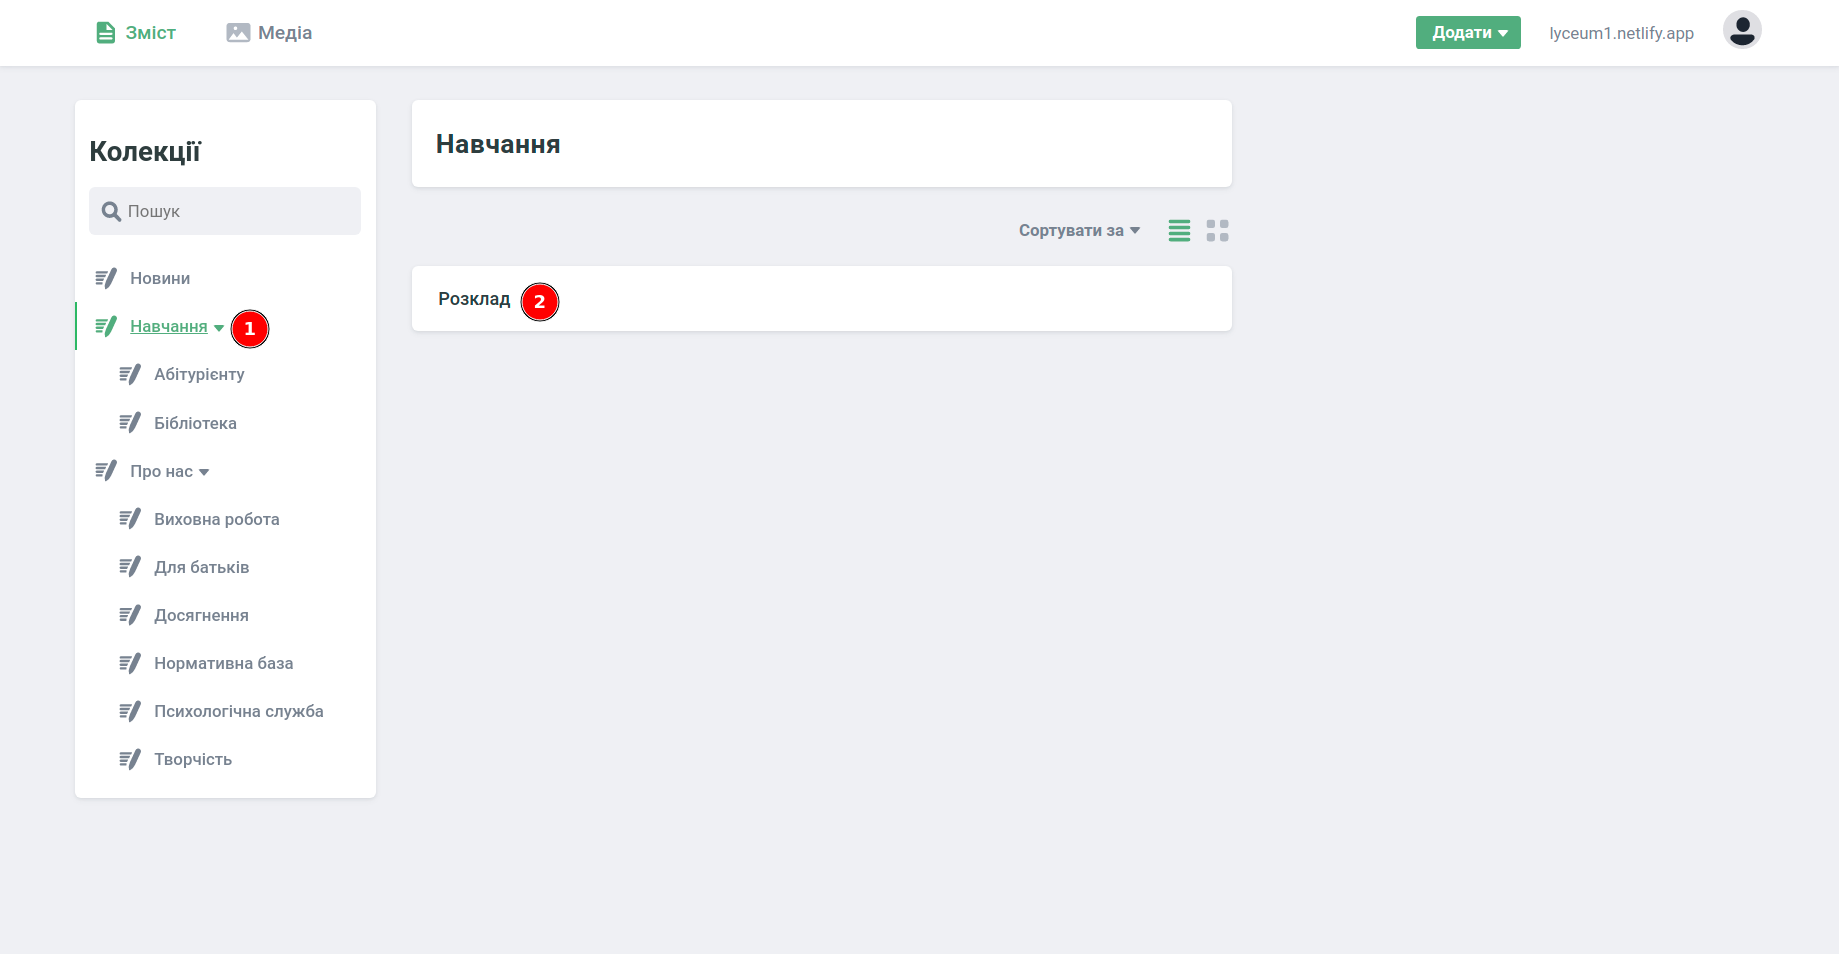 Зміст
Медіа
Додати
lyceum1.netlify.app
Колекції
Пошук
Новини
Навчання
1
Абітурієнту
Бібліотека
Про нас
Виховна робота
Для батьків
Досягнення
Нормативна база
Психологічна служба
Творчість
Навчання
Сортувати за
Розклад
2